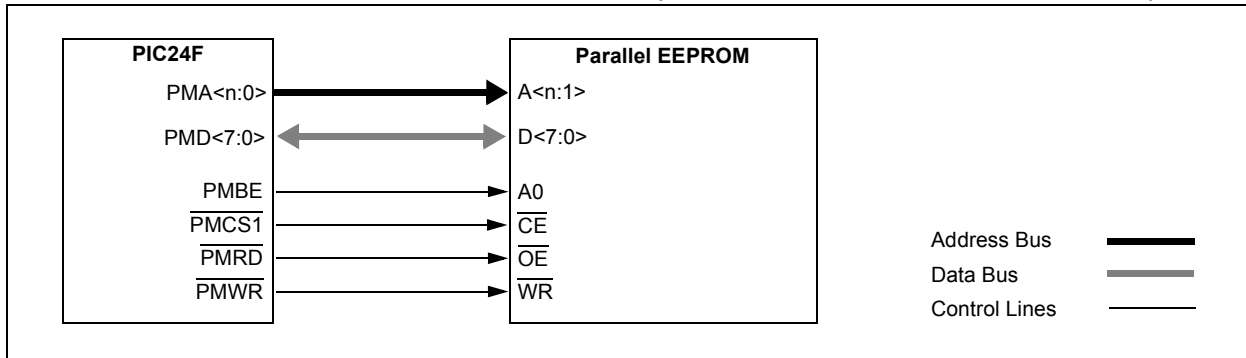 PIC24F
Parallel EEPROM
PMA<n:0>
A<n:1>
PMD<7:0>
D<7:0>
PMBE
A0
PMCS1
CE
PMRD
OE
PMWR
WR
Address Bus
Data Bus
Control Lines